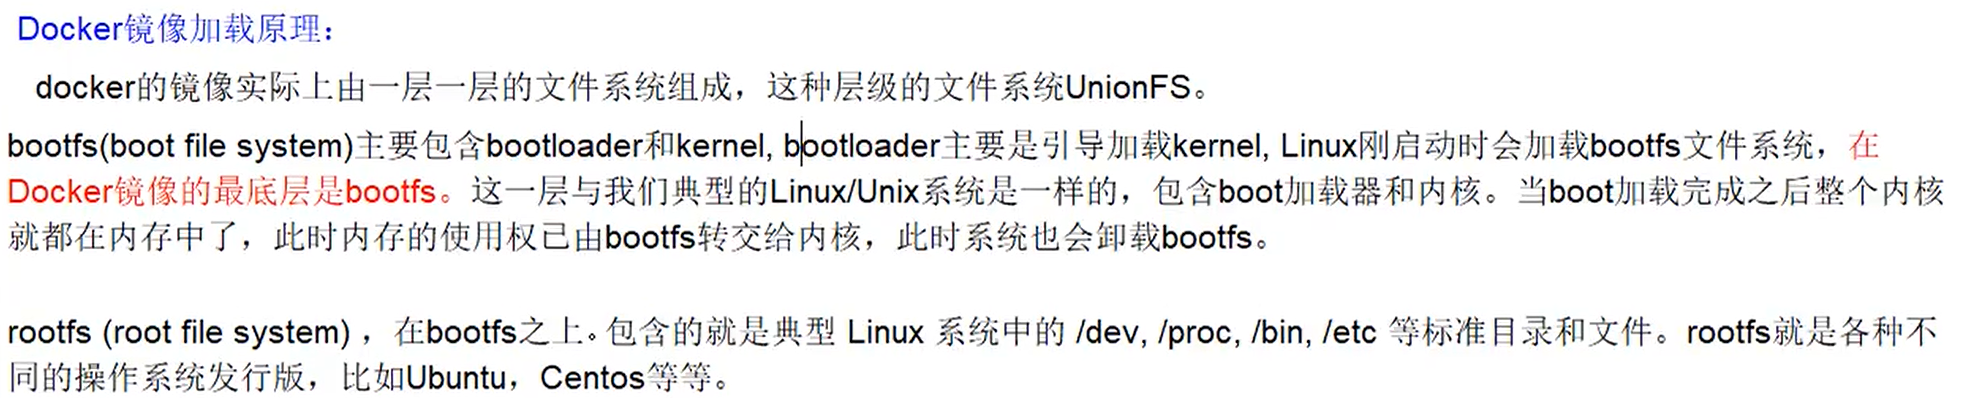 Docker镜像加载原理：
docker的镜像实际上由一层一层的文件系统组成，这种层级的文件系统UnionFS。
bootfs(boot file system)主要包含bootloader和kernel, bootloader主要是引导加载kernel, Linux刚启动时会加载bootfs文件系统，在
Docker镜像的最底层是bootfs。这一层与我们典型的Linux/Unix系统是一样的，包含boot加载器和内核。当boot加载完成之后整个内核
就都在内存中了，此时内存的使用权已由bootfs转交给内核，此时系统也会卸载bootfs。
rootfs (root file system) ，在bootfs之上。包含的就是典型 Linux 系统中的 /dev, /proc, /bin, /etc 等标准目录和文件。rootfs就是各种不
同的操作系统发行版，比如Ubuntu，Centos等等。